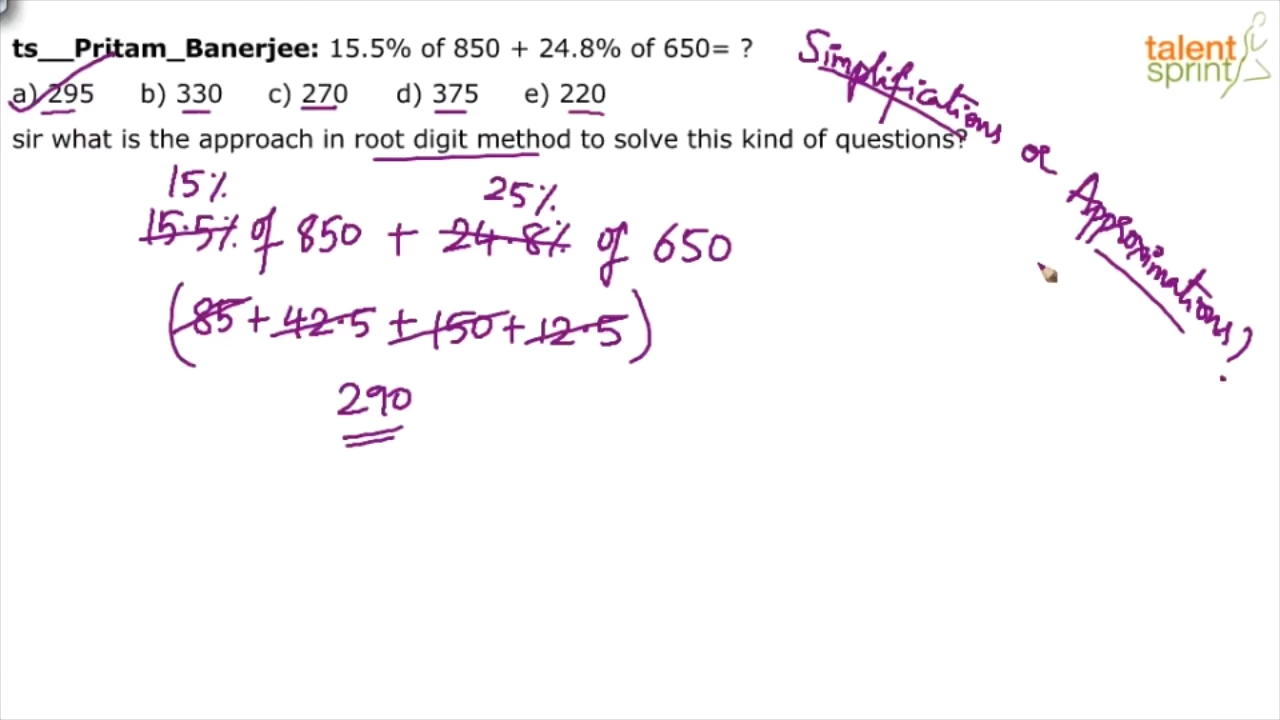 ts__Pritam_Banerjee: 15.5% of 850 + 24.8% of 650= ?
a) 295 b) 330 c) 270 d) 375 e) 220
sir what is the approach in root digit method to solve this kind of questions?
talent
sprint
Simplifications or Approximations?
15% 25%
15.5% of 850 + 24.8% of 650
(85 + 42.5 + 150 + 12.5)
290